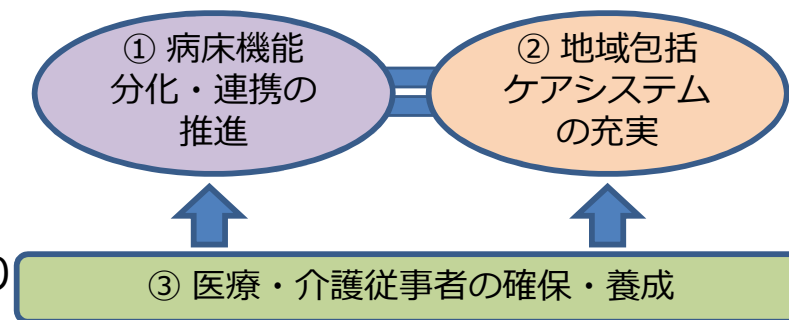 ① 病床機能
分化・連携の
推進
② 地域包括
ケアシステム
の充実
③ 医療・介護従事者の確保・養成